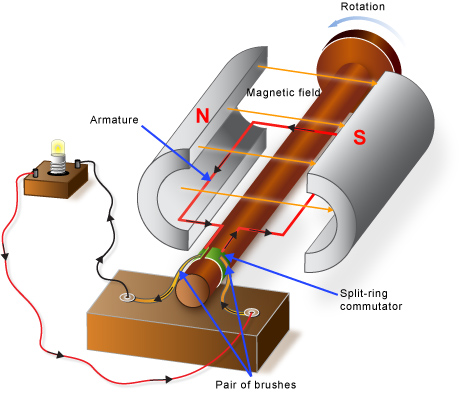 Rotation
Magnetic field
N
Armature
S
Split-ring
commutator
Pair of brushes